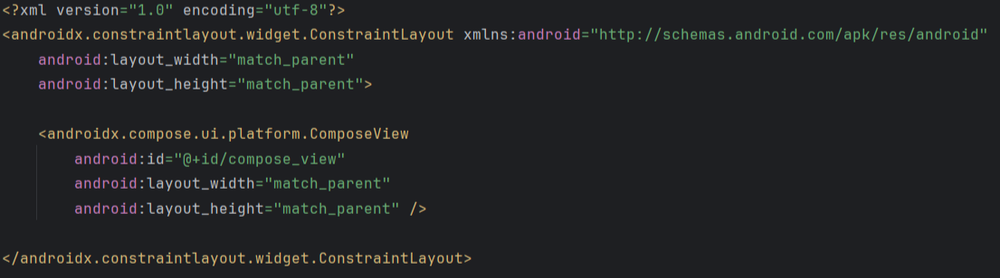 <?xml version="1.0" encoding="utf-8"?>
<androidx.constraintlayout.widget.ConstraintLayout xmlns:android="http://schemas.android.com/apk/res/android"
    android:layout_width="match_parent"
    android:layout_height="match_parent">

    <androidx.compose.ui.platform.ComposeView
        android:id="@+id/compose_view"
        android:layout_width="match_parent"
        android:layout_height="match_parent" />

</androidx.constraintlayout.widget.ConstraintLayout>